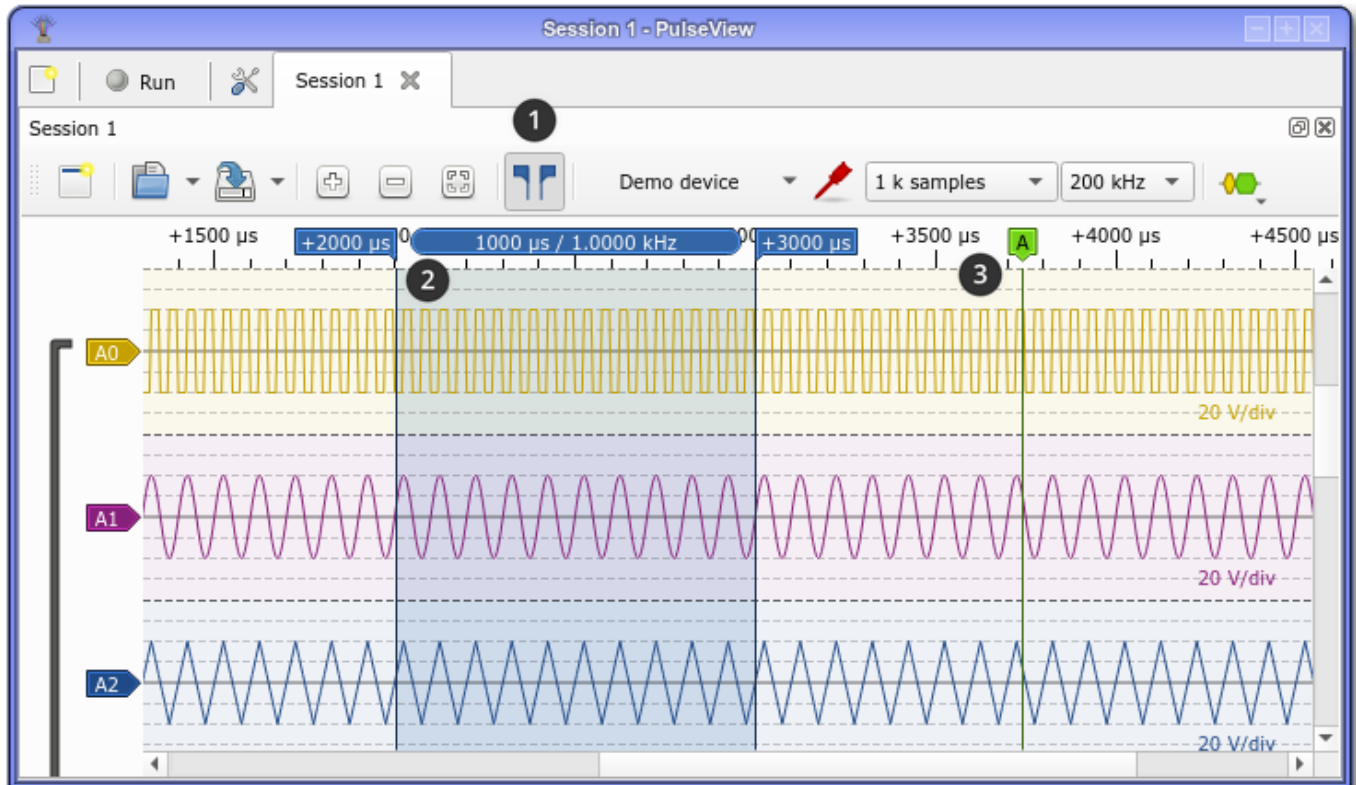 Session 1 - PulseView
Run
Session 1
Session 1
1
Demo device
1 k samples
200 kHz
+1500 µs
+2000 µs
0
1000 µs / 1.0000 kHz
+3000 µs
+3500 µs
A
+4000 µs
+4500 µs
2
3
A0
20 V/div
A1
20 V/div
A2
20 V/div